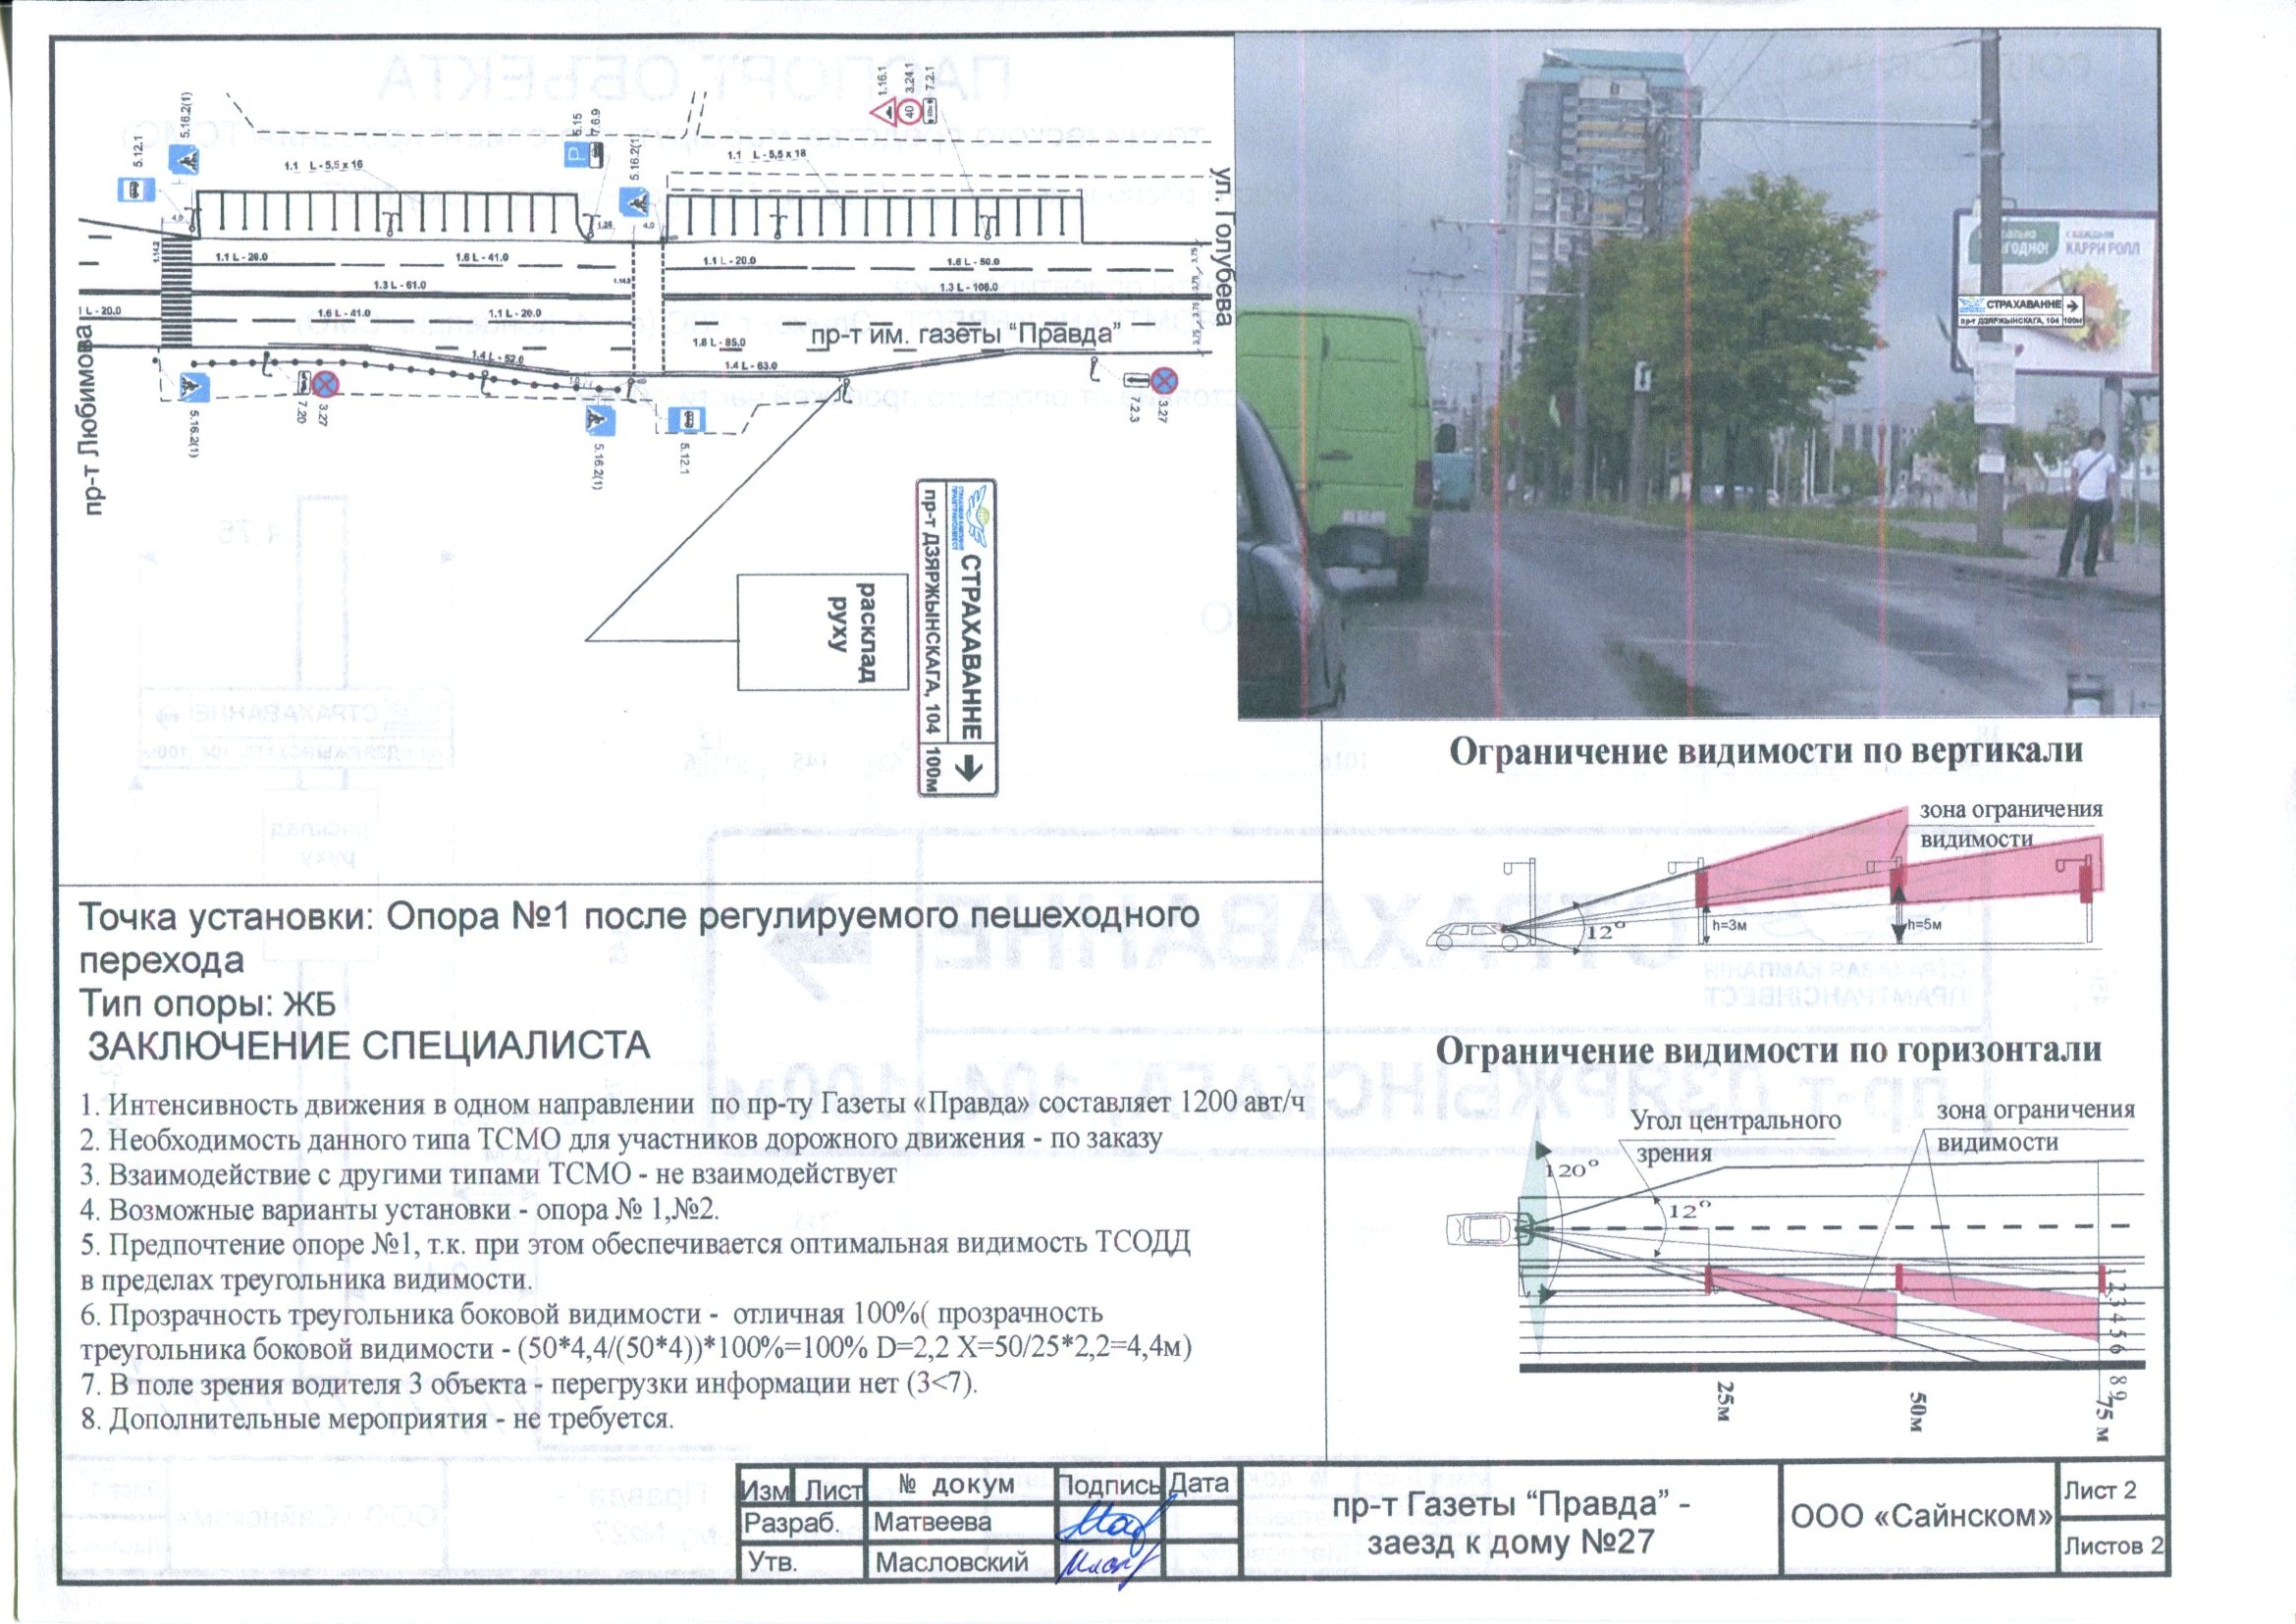 1.16.1
3.24.1
7.2.1
40
5.12.1
5.16.2(1)
5.15
7.6.9
P
5.16.2(1)
1.1 L - 5,5 x 16
1.1 L - 5,5 x 18
4,0
1.25
4,0
ул. Голубева
1.14.2
1.1 L - 20.0
1.6 L - 41.0
1.1 L - 20.0
1.6 L - 50.0
1.3 L - 61.0
1.3 L - 106.0
L - 20.0
1.6 L - 41.0
1.1 L - 20.0
1.8 L - 85.0
пр-т им. газеты “Правда”
1.4 L - 52.0
1.4 L - 63.0
пр-т Любимова
5.16.2(1)
7.20
3.27
5.16.2(1)
5.12.1
7.2.3
3.27
расклад
руху
СТРАХАВАННЕ
пр-т ДЗЯРЖЫНСКАГА, 104 100м
КАРРИ РОЛЛ
СТРАХАВАННЕ
пр-т ДЗЯРЖЫНСКАГА, 104 100м
Ограничение видимости по вертикали
зона ограничения
видимости
12°
h=3м
h=5м
Точка установки: Опора №1 после регулируемого пешеходного
перехода
Тип опоры: ЖБ
ЗАКЛЮЧЕНИЕ СПЕЦИАЛИСТА
1. Интенсивность движения в одном направлении по пр-ту Газеты «Правда» составляет 1200 авт/ч
2. Необходимость данного типа ТСМО для участников дорожного движения - по заказу
3. Взаимодействие с другими типами ТСМО - не взаимодействует
4. Возможные варианты установки - опора № 1,№2.
5. Предпочтение опоре №1, т.к. при этом обеспечивается оптимальная видимость ТСОДД
в пределах треугольника видимости.
6. Прозрачность треугольника боковой видимости - отличная 100%( прозрачность
треугольника боковой видимости - (50*4,4/(50*4))*100%=100% D=2,2 X=50/25*2,2=4,4м)
7. В поле зрения водителя 3 объекта - перегрузки информации нет (3<7).
8. Дополнительные мероприятия - не требуется.
Ограничение видимости по горизонтали
Угол центрального
зрения
зона ограничения
видимости
120°
12°
1 2 3 4 5 6
8 9
25м
50м
75 м
Изм Лист № докум Подпись Дата
Разраб. Матвеева
Утв. Масловский
пр-т Газеты “Правда” -
заезд к дому №27
ООО «Сайнском»
Лист 2
Листов 2